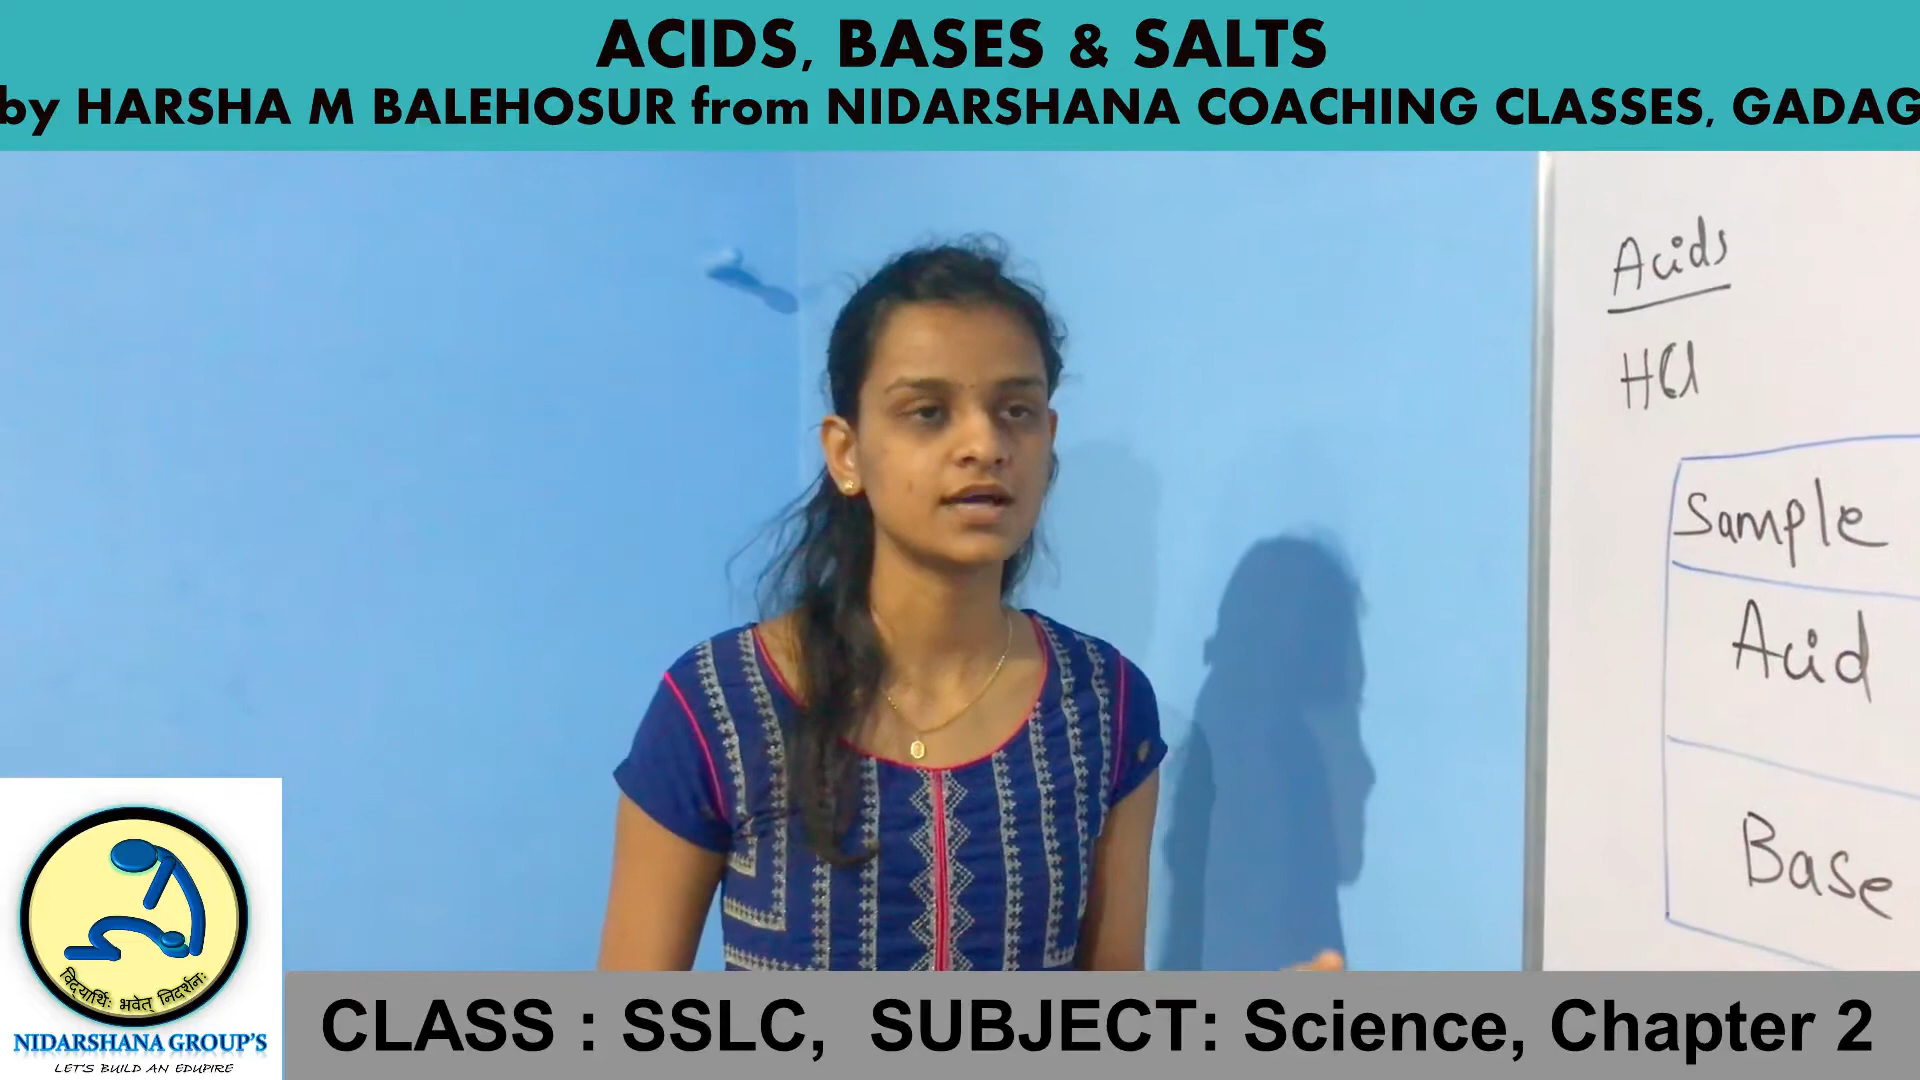 ACIDS, BASES & SALTS
by HARSHA M BALEHOSUR from NIDARSHANA COACHING CLASSES, GADAG
Acids
HCl
Sample
Acid
Base
विद्यार्थिः भवेत् निदर्शनः
NIDARSHANA GROUP'S
LET'S BUILD AN EDUPIRE
CLASS : SSLC, SUBJECT: Science, Chapter 2